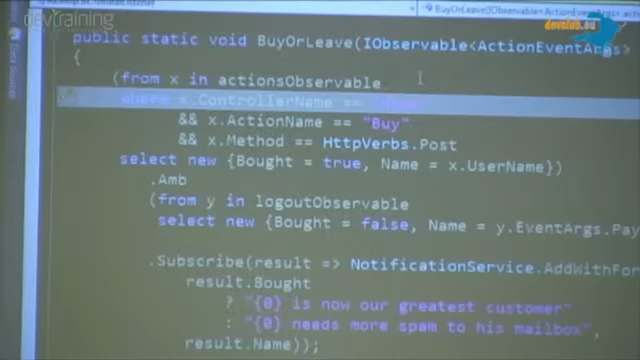 devtraining
BuyOrLeave(IObservable<ActionEventArgs>
devclub.eu
public static void BuyOrLeave(IObservable<ActionEventArgs>
{
(from x in actionsObservable
where x.ControllerName ==
&& x.ActionName == "Buy"
&& x.Method == HttpVerbs.Post
select new {Bought = true, Name = x.UserName})
.Amb
(from y in logoutObservable
select new {Bought = false, Name = y.EventArgs.Pay
.Subscribe(result => NotificationService.AddWithForm
result.Bought
? "{0} is now our greatest customer"
: "{0} needs more spam to his mailbox",
result.Name));